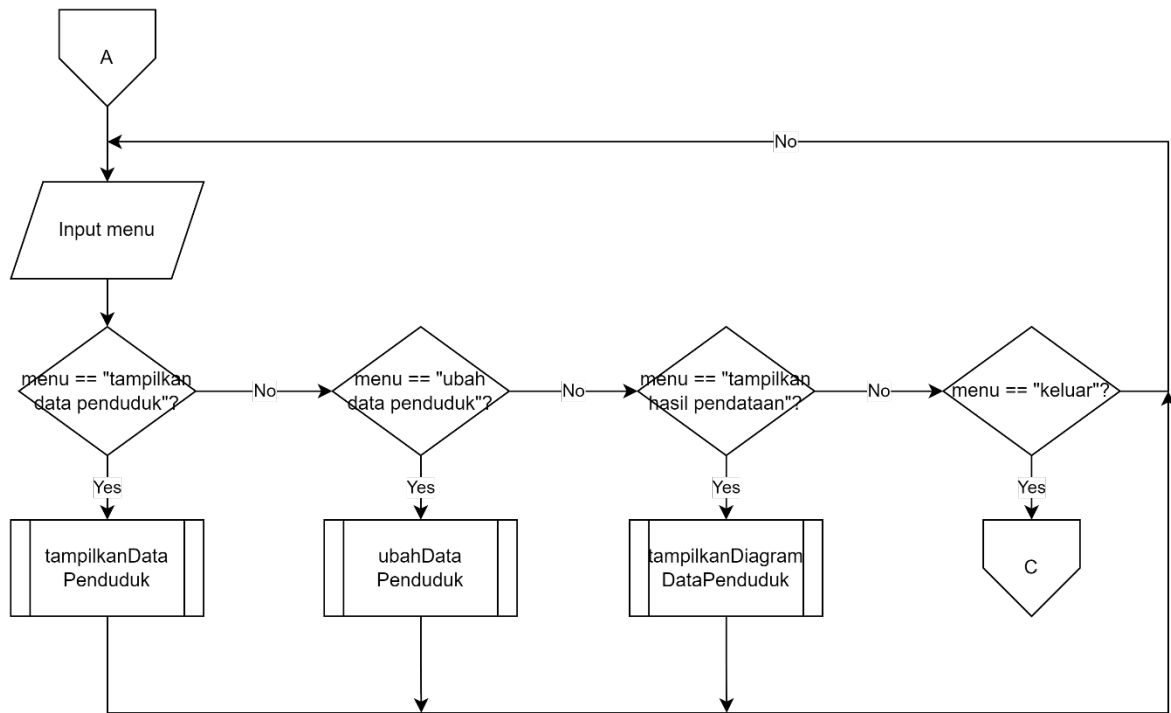 A
No
Input menu
menu == "tampilkan
data penduduk"?
No
menu == "ubah
data penduduk"?
No
menu == "tampilkan
hasil pendataan"?
No
menu == "keluar"?
Yes
Yes
Yes
Yes
tampilkanData
Penduduk
ubahData
Penduduk
tampilkanDiagram
DataPenduduk
C